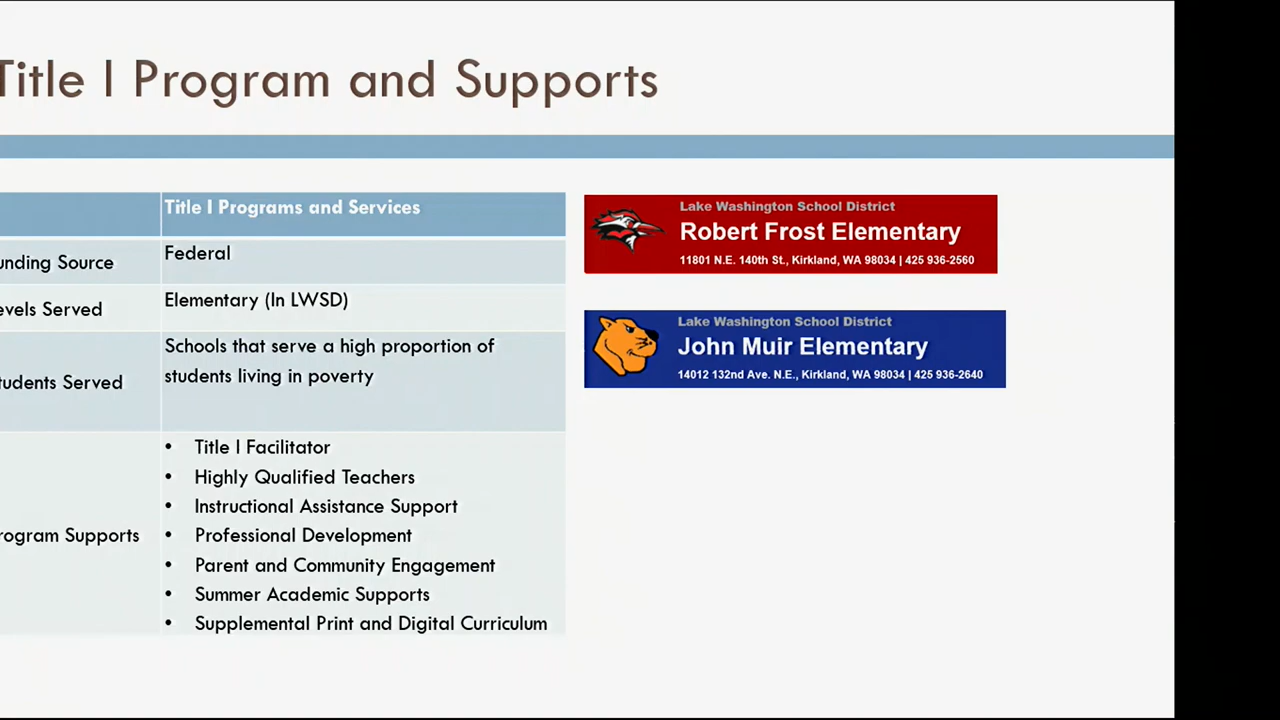 Title I Program and Supports
Title I Programs and Services
unding Source
Federal
evels Served
Elementary (In LWSD)
tudents Served
Schools that serve a high proportion of
students living in poverty
rogram Supports
• Title I Facilitator
• Highly Qualified Teachers
• Instructional Assistance Support
• Professional Development
• Parent and Community Engagement
• Summer Academic Supports
• Supplemental Print and Digital Curriculum
Lake Washington School District
Robert Frost Elementary
11801 N.E. 140th St., Kirkland, WA 98034 | 425 936-2560
Lake Washington School District
John Muir Elementary
14012 132nd Ave. N.E., Kirkland, WA 98034 | 425 936-2640